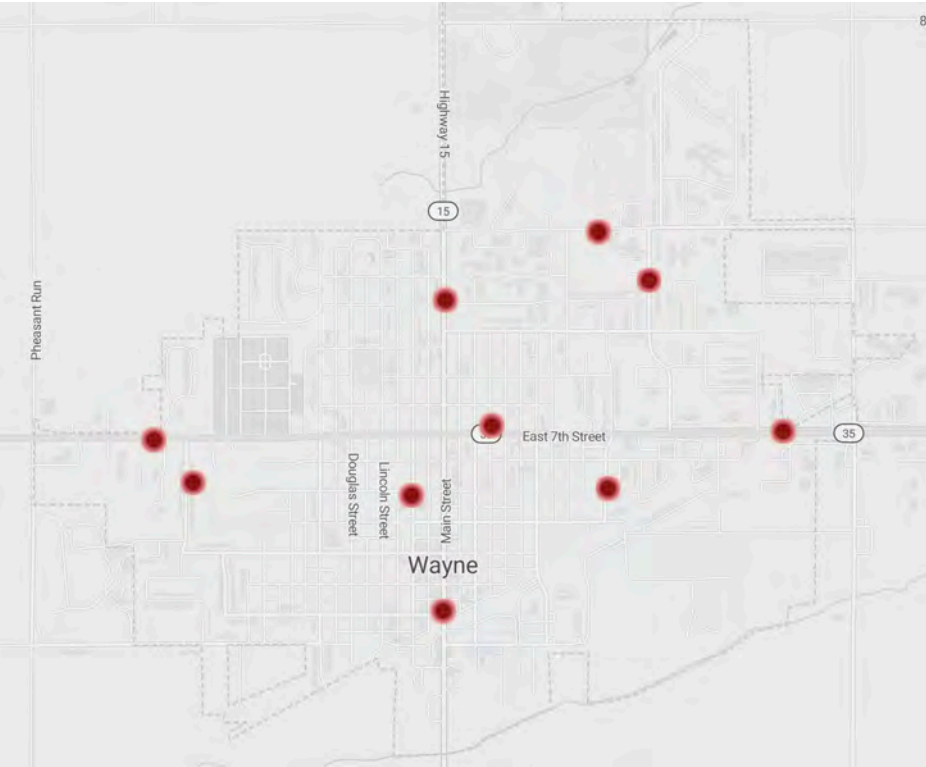 8
Highway 15
15
Pheasant Run
East 7th Street
35
Douglas Street
Lincoln Street
Main Street
Wayne